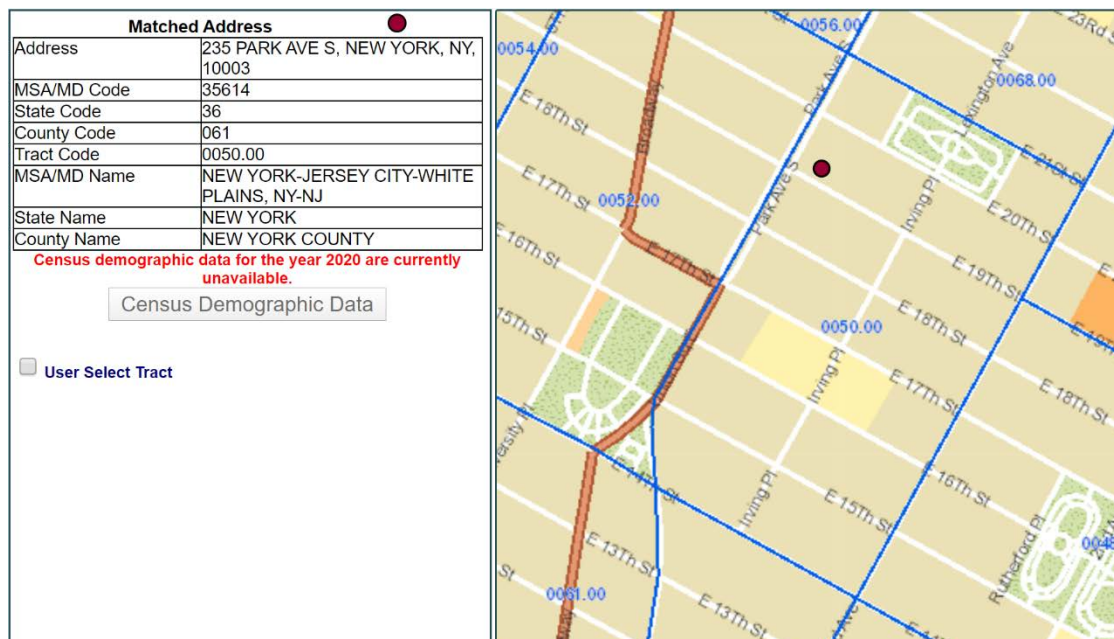 Matched Address
Address
235 PARK AVE S, NEW YORK, NY,
10003
MSA/MD Code
35614
State Code
36
County Code
061
Tract Code
0050.00
MSA/MD Name
NEW YORK-JERSEY CITY-WHITE
PLAINS, NY-NJ
State Name
NEW YORK
County Name
NEW YORK COUNTY
Census demographic data for the year 2020 are currently
unavailable.
Census Demographic Data
User Select Tract
0056.00
0054.00
Park Ave S
Lexington Ave
0068.00
E 18Th St
Broadway
Park Ave S
E 21St St
E 17Th St
0052.00
Irving Pl
E 20Th St
E 16Th St
E 17Th St
E 19Th St
0050.00
E 18Th St
E 19Th
15Th St
Irving Pl
E 17Th St
E 18Th St
E 14Th St
E 16Th St
Irving Pl
E 15Th St
Rutherford Pl
E 13Th St
0061.00
E 13Th St